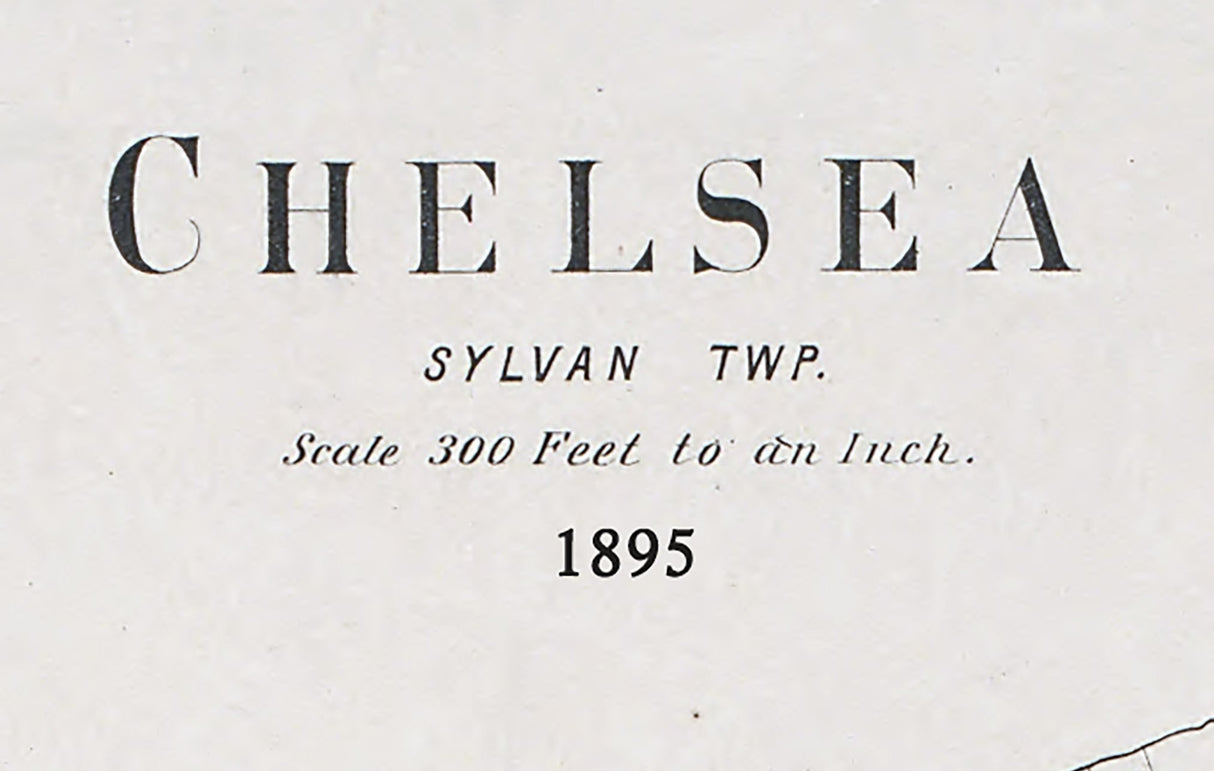 CHELSEA
SYLVAN TWP.
Scale 300 Feet to an Inch.
1895